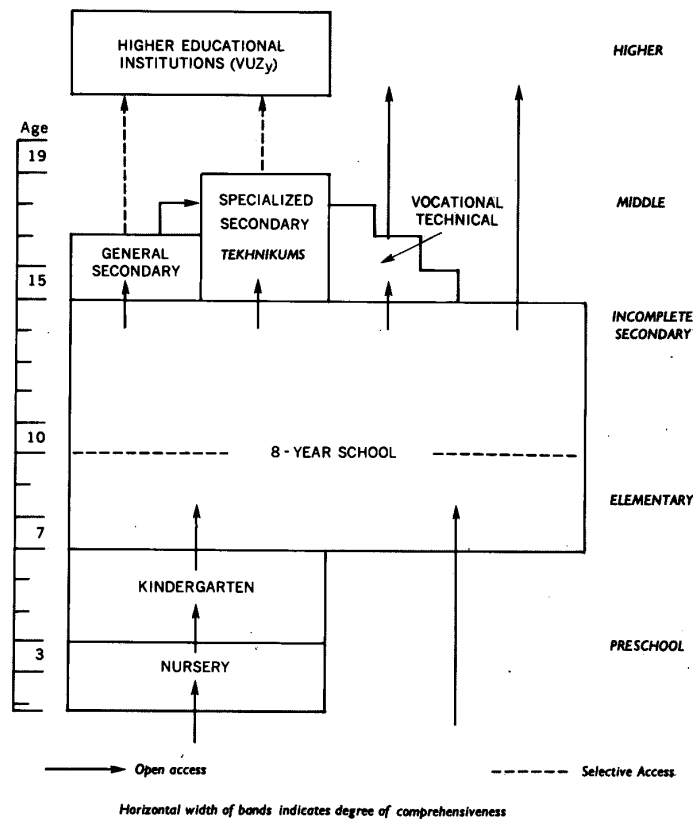 HIGHER EDUCATIONAL
INSTITUTIONS (VUZy)
HIGHER
Age
19
SPECIALIZED
SECONDARY
TEKHNIKUMS
VOCATIONAL
TECHNICAL
MIDDLE
GENERAL
SECONDARY
15
INCOMPLETE
SECONDARY
10
8-YEAR SCHOOL
ELEMENTARY
7
KINDERGARTEN
3
NURSERY
PRESCHOOL
Open access
Selective Access
Horizontal width of bands indicates degree of comprehensiveness